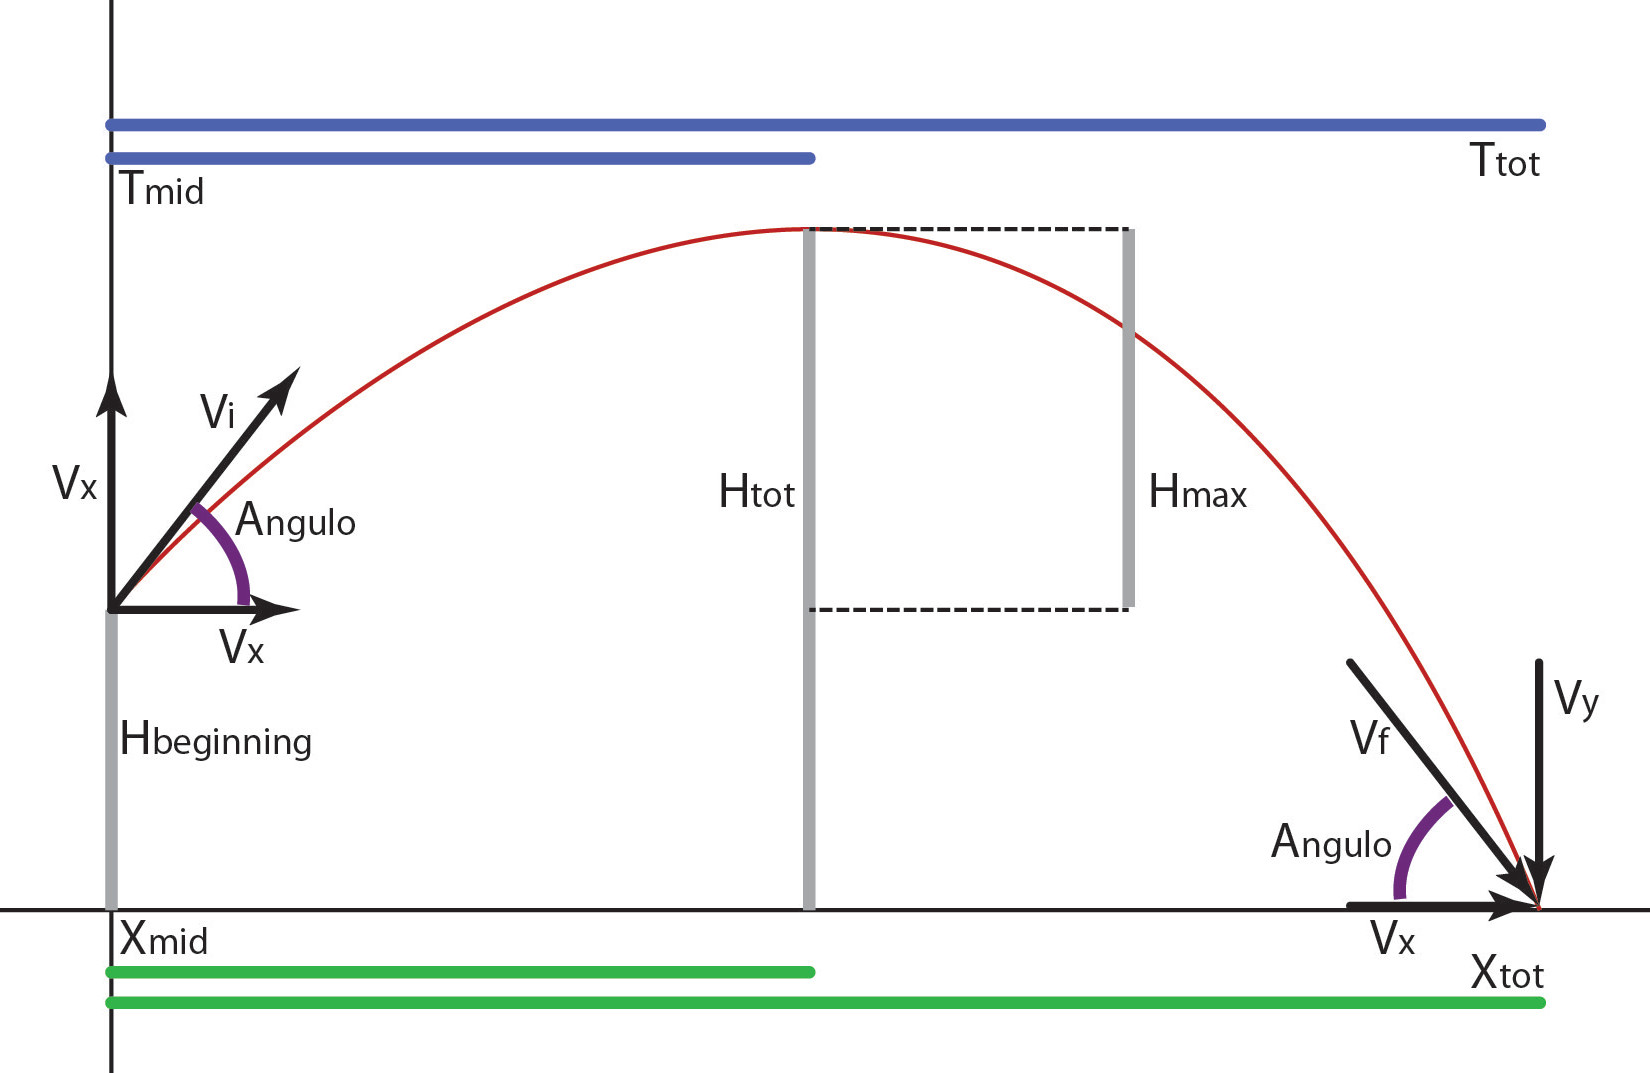 Ttot
Tmid
Vi
Vx
Angulo
Htot
Hmax
Vx
Hbeginning
Vy
Vf
Angulo
Xmid
Vx
Xtot